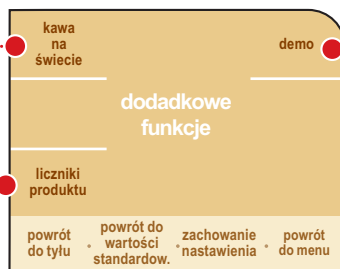 kawa
na
świecie
demo
dodadkowe
funkcje
liczniki
produktu
powrót
do tyłu
powrót do
wartości
standardow.
zachowanie
nastawienia
powrót
do menu